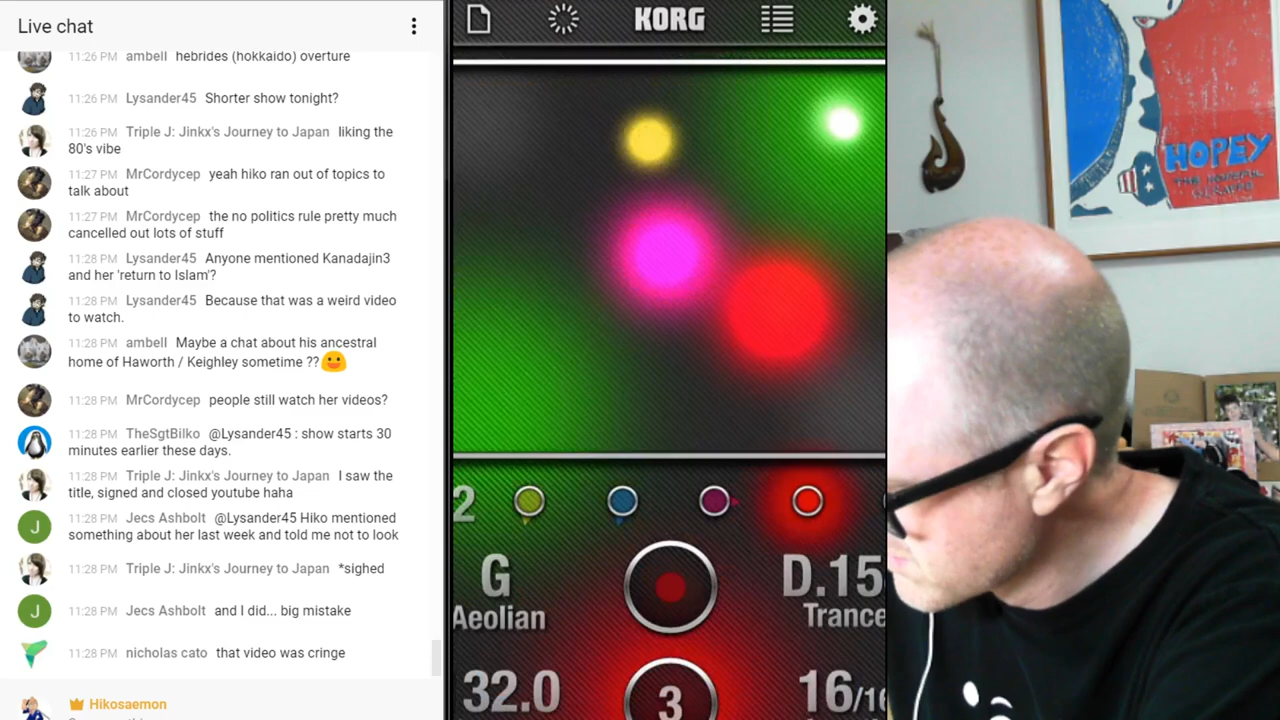 Live chat
11:26 PM ambell hebrides (hokkaido) overture
11:26 PM Lysander45 Shorter show tonight?
11:26 PM Triple J: Jinkx's Journey to Japan liking the
80's vibe
11:27 PM MrCordycep yeah hiko ran out of topics to
talk about
11:27 PM MrCordycep the no politics rule pretty much
cancelled out lots of stuff
11:28 PM Lysander45 Anyone mentioned Kanadajin3
and her 'return to Islam'?
11:28 PM Lysander45 Because that was a weird video
to watch.
11:28 PM ambell Maybe a chat about his ancestral
home of Haworth / Keighley sometime ??
11:28 PM MrCordycep people still watch her videos?
11:28 PM TheSgtBilko @Lysander45 : show starts 30
minutes earlier these days.
11:28 PM Triple J: Jinkx's Journey to Japan I saw the
title, signed and closed youtube haha
J
11:28 PM Jecs Ashbolt @Lysander45 Hiko mentioned
something about her last week and told me not to look
11:28 PM Triple J: Jinkx's Journey to Japan *sighed
J
11:28 PM Jecs Ashbolt and I did... big mistake
11:28 PM nicholas cato that video was cringe
Hikosaemon
KORG
2
G
Aeolian
D.15
Trance
32.0
3
16/16
HOPEY